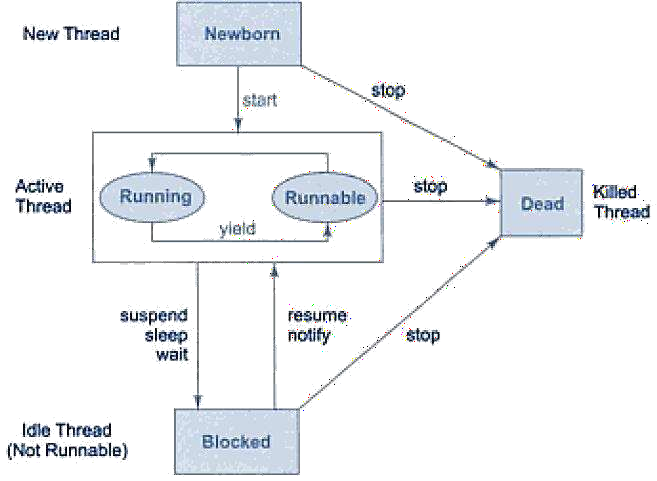 New Thread
Newborn
start
stop
Active
Thread
Running
Runnable
yield
stop
Dead
Killed
Thread
suspend
sleep
wait
resume
notify
stop
Idle Thread
(Not Runnable)
Blocked